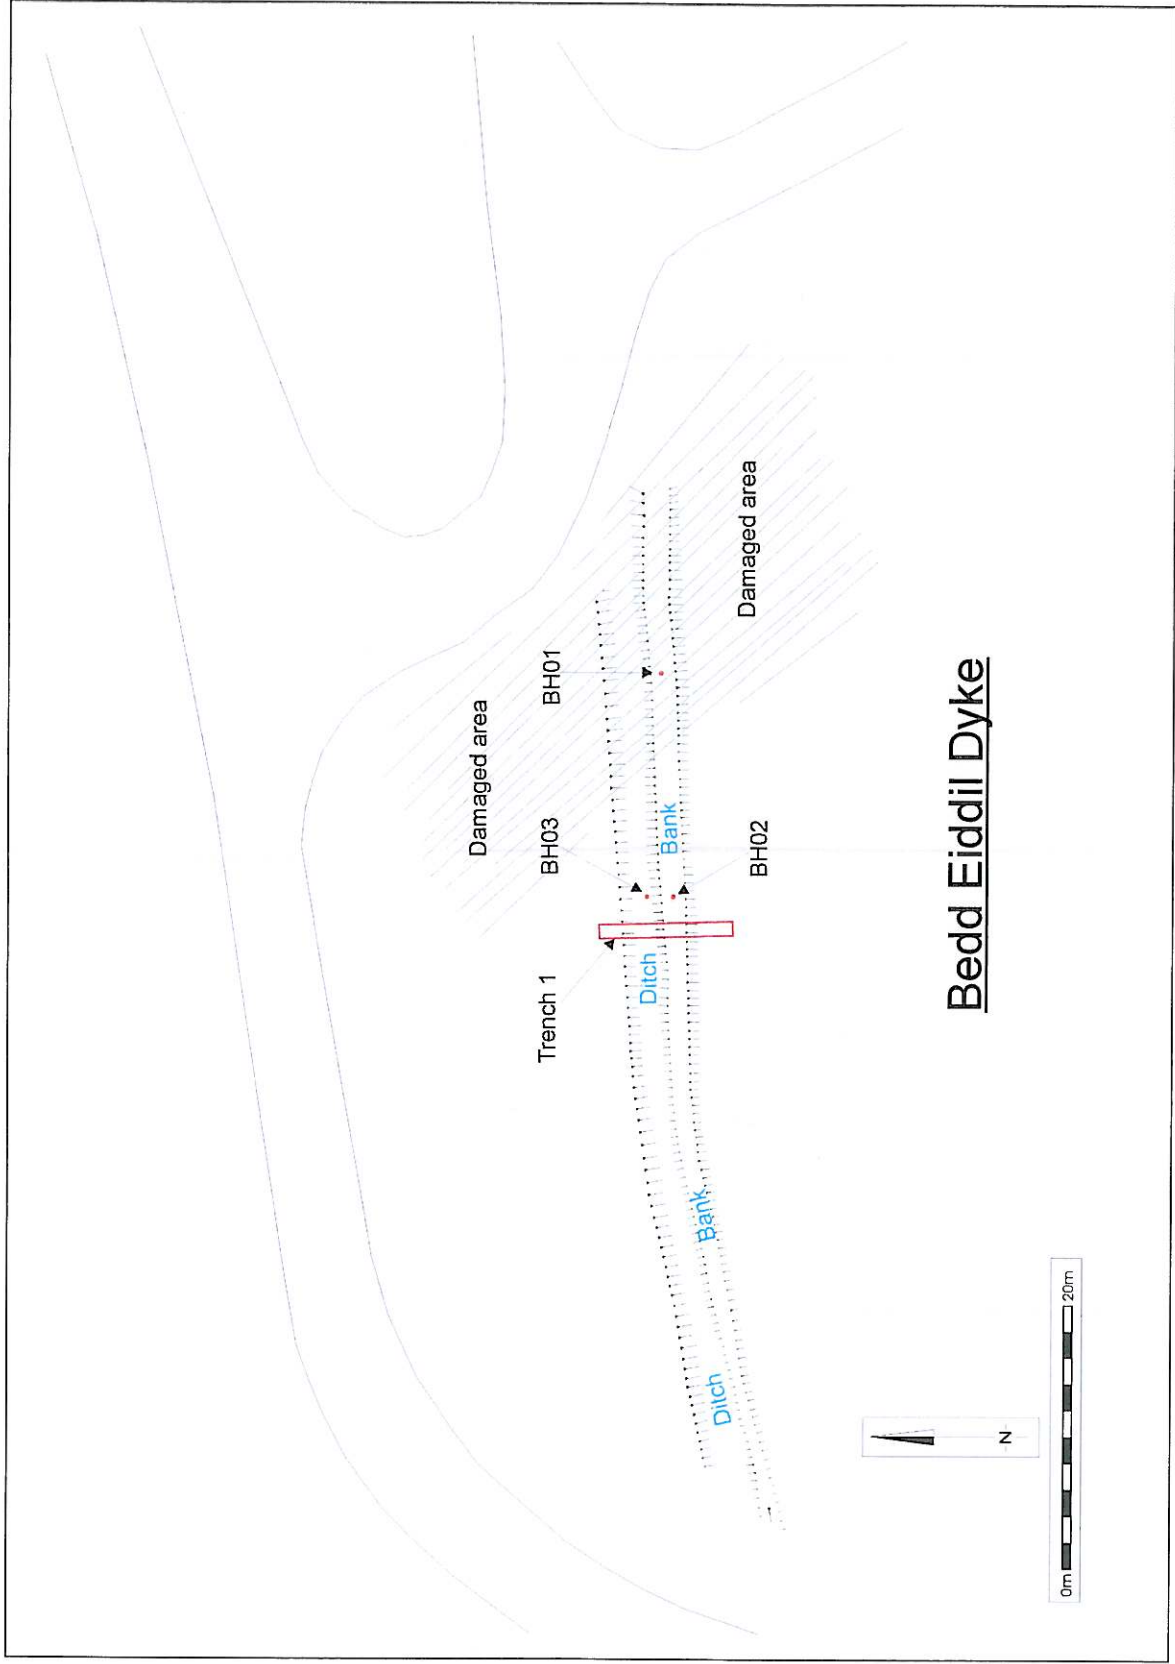 Damaged area
BH03
BH01
Trench 1
Ditch
Bank
BH02
Damaged area
Ditch
Bank
Bedd Eiddil Dyke
N
0m
20m